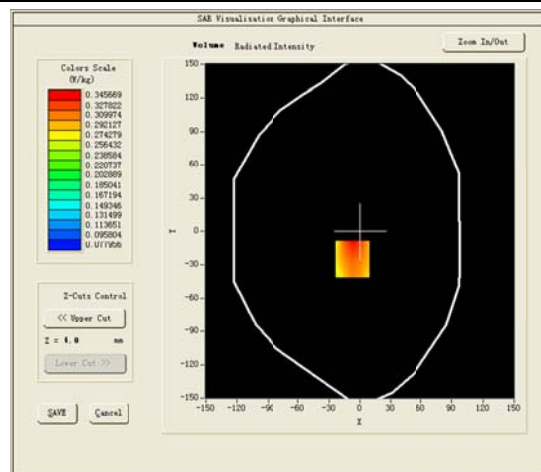 SAR Visualisation Graphical Interface
Volume Radiated Intensity
Zoom In/Out
Colors Scale
(W/kg)
0.345669
0.327822
0.309974
0.292127
0.274279
0.256432
0.238584
0.220737
0.202889
0.185041
0.167194
0.149346
0.131499
0.113651
0.095804
0.077956
150
120
90
60
30
0
-30
-60
-90
-120
-150
Y
-150 -120 -90 -60 -30 0 30 60 90 120 150
X
Z-Cuts Control
<< Upper Cut
Z = 4.0 mm
Lower Cut >>
SAVE Cancel